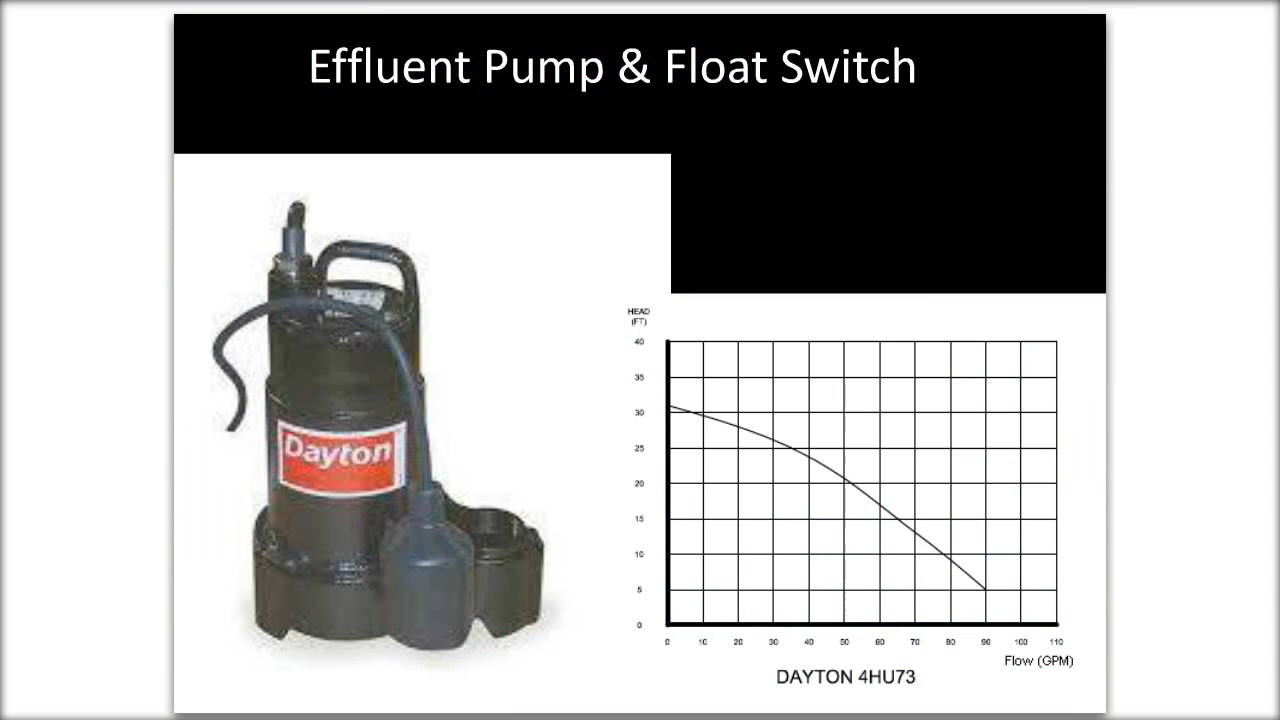 Effluent Pump & Float Switch
Dayton
HEAD
(FT)
40
35
30
25
20
15
10
5
0
0 10 20 30 40 50 60 70 80 90 100 110
Flow (GPM)
DAYTON 4HU73